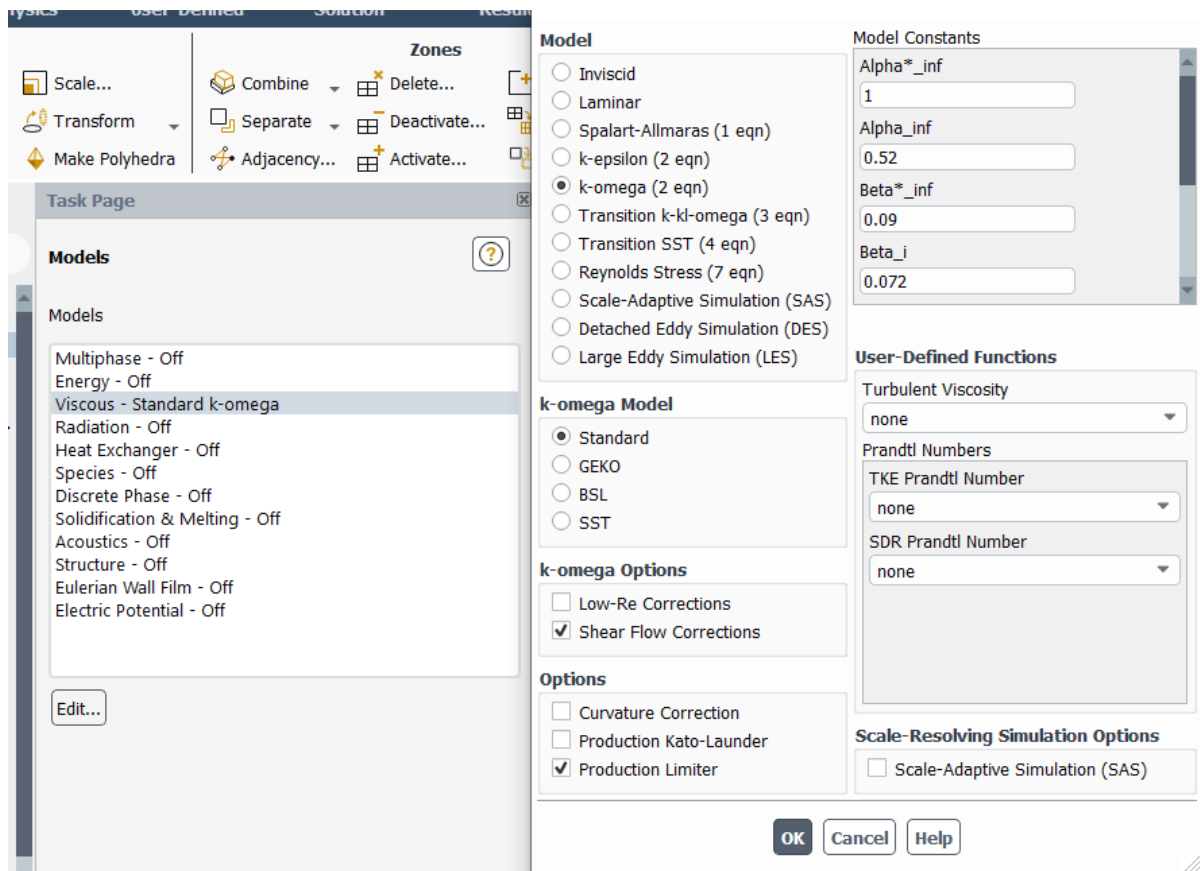 User-Defined
Solution
Zones
Scale...
Combine
Delete...
Transform
Separate
Deactivate...
Make Polyhedra
Adjacency...
Activate...
Task Page
Models
Models
Multiphase - Off
Energy - Off
Viscous - Standard k-omega
Radiation - Off
Heat Exchanger - Off
Species - Off
Discrete Phase - Off
Solidification & Melting - Off
Acoustics - Off
Structure - Off
Eulerian Wall Film - Off
Electric Potential - Off
Edit...
Model
Inviscid
Laminar
Spalart-Allmaras (1 eqn)
k-epsilon (2 eqn)
k-omega (2 eqn)
Transition k-kl-omega (3 eqn)
Transition SST (4 eqn)
Reynolds Stress (7 eqn)
Scale-Adaptive Simulation (SAS)
Detached Eddy Simulation (DES)
Large Eddy Simulation (LES)
k-omega Model
Standard
GEKO
BSL
SST
k-omega Options
Low-Re Corrections
Shear Flow Corrections
Options
Curvature Correction
Production Kato-Launder
Production Limiter
Model Constants
Alpha*_inf
1
Alpha_inf
0.52
Beta*_inf
0.09
Beta_i
0.072
User-Defined Functions
Turbulent Viscosity
none
Prandtl Numbers
TKE Prandtl Number
none
SDR Prandtl Number
none
Scale-Resolving Simulation Options
Scale-Adaptive Simulation (SAS)
OK
Cancel
Help